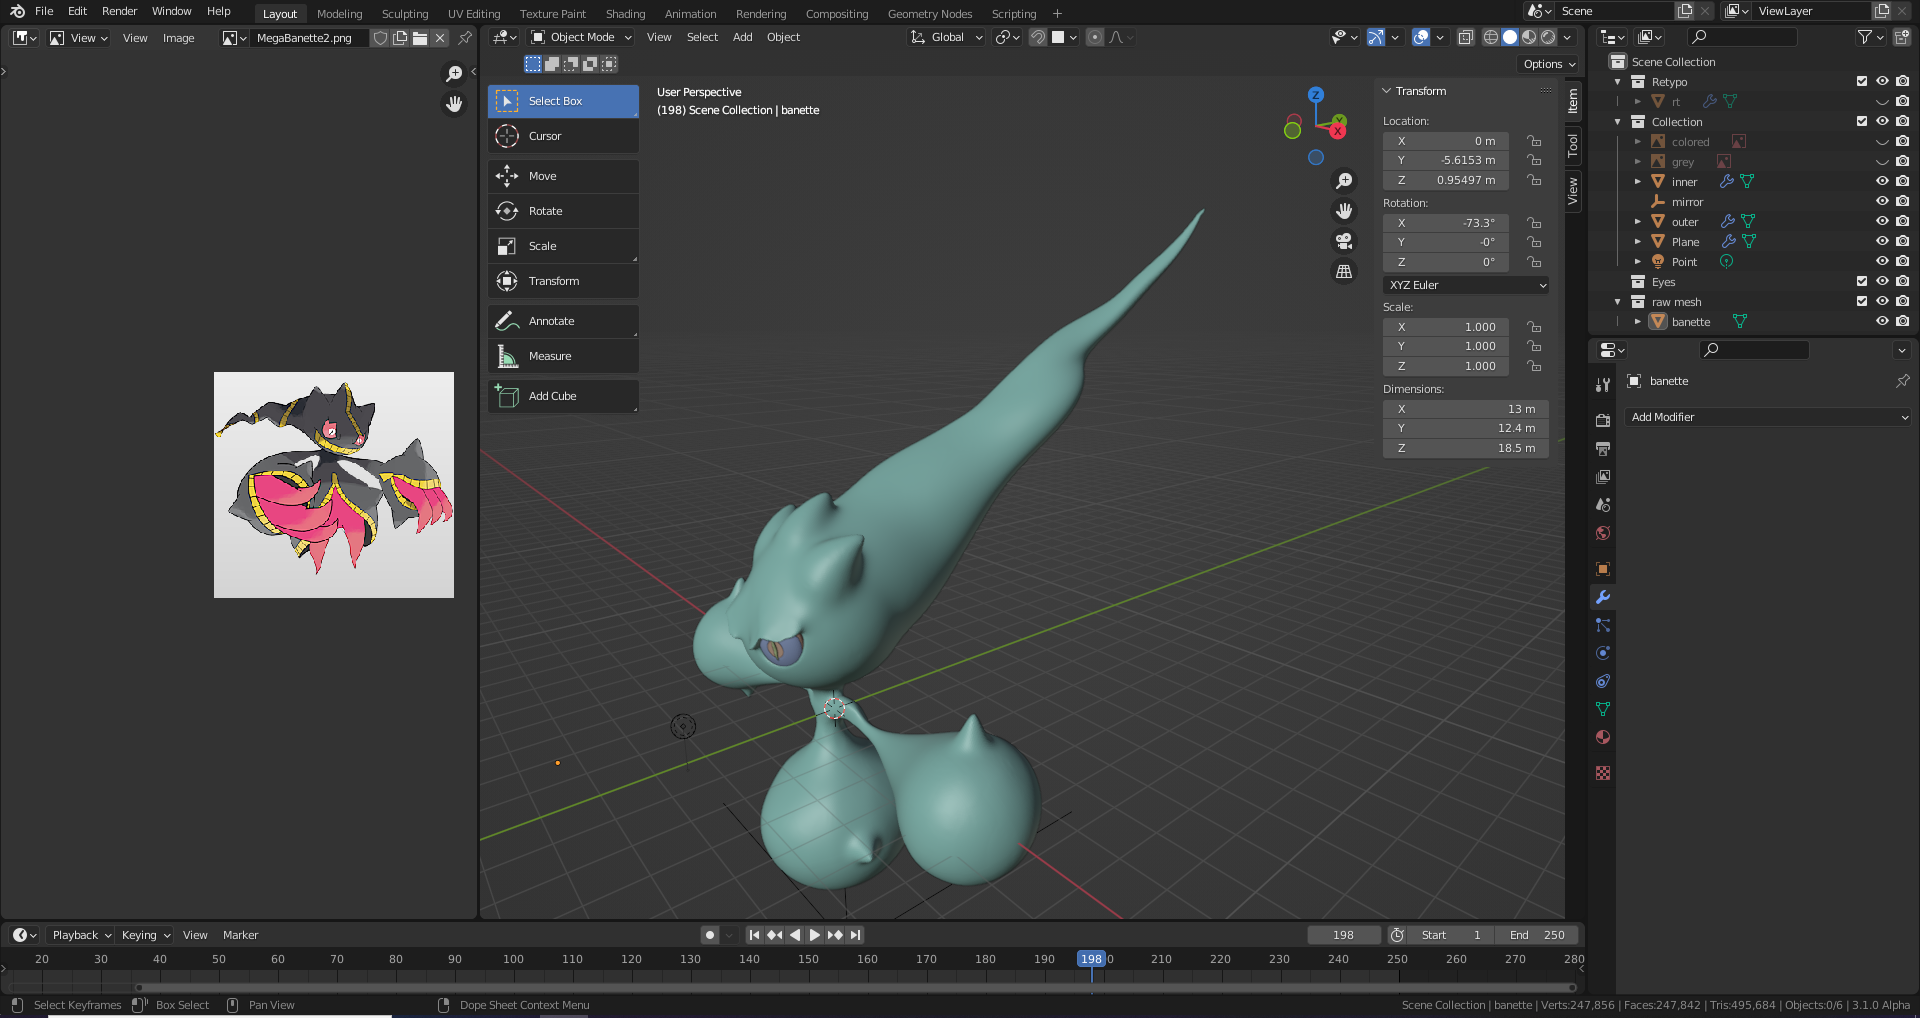 File Edit Render Window Help
Layout Modeling Sculpting UV Editing Texture Paint Shading Animation Rendering Compositing Geometry Nodes Scripting +
Scene
ViewLayer
View View Image MegaBanette2.png
Object Mode View Select Add Object Global
Options
Select Box
Cursor
Move
Rotate
Scale
Transform
Annotate
Measure
Add Cube
User Perspective
(198) Scene Collection | banette
Z
Y
X
Transform
Location:
X 0 m
Y -5.6153 m
Z 0.95497 m
Rotation:
X -73.3°
Y -0°
Z 0°
XYZ Euler
Scale:
X 1.000
Y 1.000
Z 1.000
Dimensions:
X 13 m
Y 12.4 m
Z 18.5 m
Item
Tool
View
Scene Collection
Retypo
rt
Collection
colored
grey
inner
mirror
outer
Plane
Point
Eyes
raw mesh
banette
banette
Add Modifier
Playback Keying View Marker
198 Start 1 End 250
20 30 40 50 60 70 80 90 100 110 120 130 140 150 160 170 180 190 198 0 210 220 230 240 250 260 270 280
Select Keyframes Box Select Pan View Dope Sheet Context Menu
Scene Collection | banette | Verts:247,856 | Faces:247,842 | Tris:495,684 | Objects:0/6 | 3.1.0 Alpha